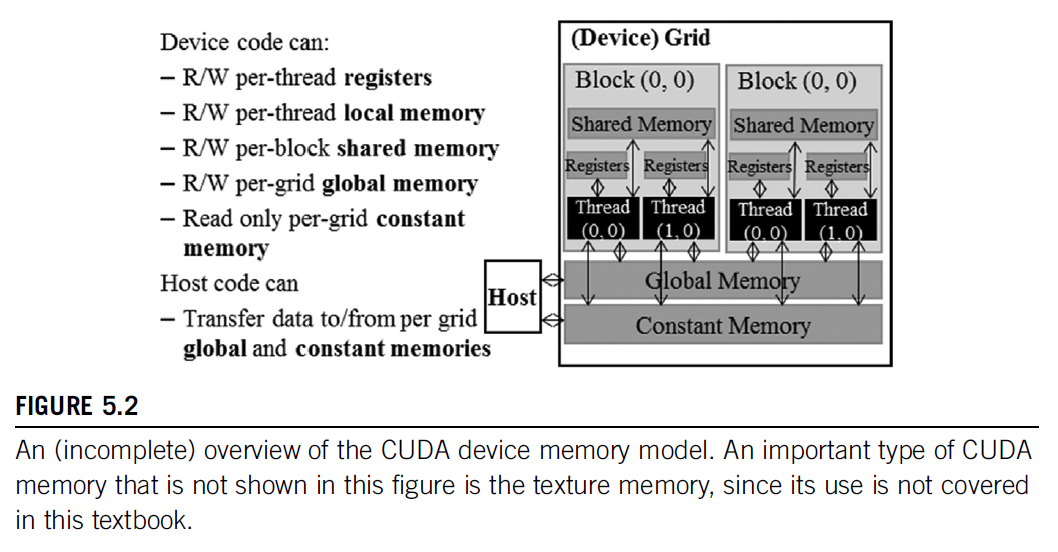 Device code can:
– R/W per-thread registers
– R/W per-thread local memory
– R/W per-block shared memory
– R/W per-grid global memory
– Read only per-grid constant
memory
Host code can
– Transfer data to/from per grid
global and constant memories
(Device) Grid
Block (0, 0)
Shared Memory
Registers
Registers
Thread
(0, 0)
Thread
(1, 0)
Block (0, 0)
Shared Memory
Registers
Registers
Thread
(0, 0)
Thread
(1, 0)
Host
Global Memory
Constant Memory
FIGURE 5.2
An (incomplete) overview of the CUDA device memory model. An important type of CUDA
memory that is not shown in this figure is the texture memory, since its use is not covered
in this textbook.